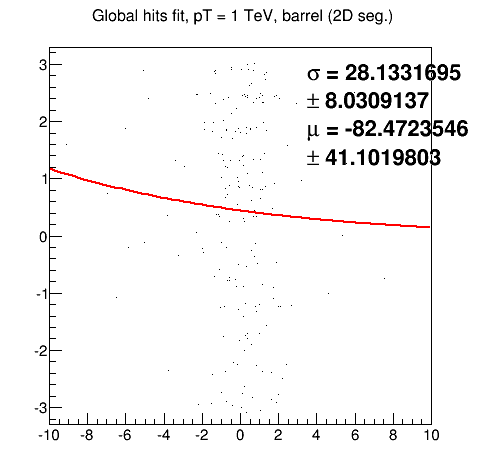 Global hits fit, pT = 1 TeV, barrel (2D seg.)
σ = 28.1331695
± 8.0309137
μ = -82.4723546
± 41.1019803
3
2
1
0
-1
-2
-3
-10 -8 -6 -4 -2 0 2 4 6 8 10